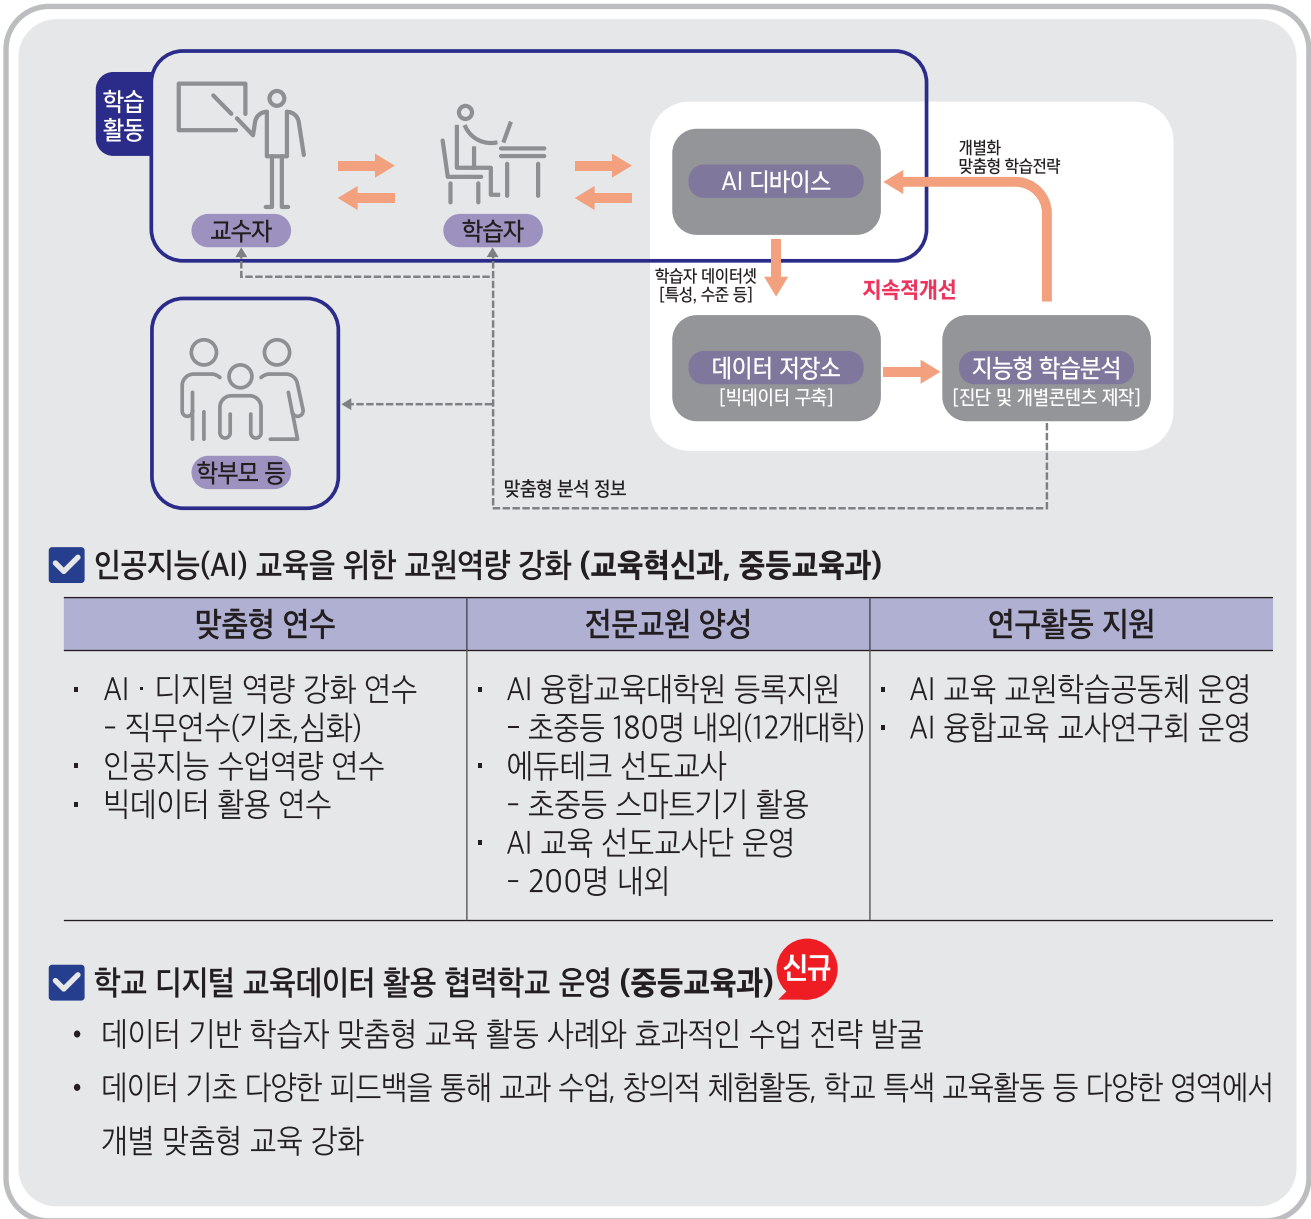 학습
활동
교수자
학습자
AI 디바이스
개별화
맞춤형 학습전략
학습자 데이터셋
[특성, 수준 등]
지속적개선
데이터 저장소
[빅데이터 구축]
지능형 학습분석
[진단 및 개별콘텐츠 제작]
학부모 등
맞춤형 분석 정보
인공지능(AI) 교육을 위한 교원역량 강화 (교육혁신과, 중등교육과)
맞춤형 연수
전문교원 양성
연구활동 지원
· AI · 디지털 역량 강화 연수
- 직무연수(기초,심화)
· 인공지능 수업역량 연수
· 빅데이터 활용 연수
· AI 융합교육대학원 등록지원
- 초중등 180명 내외(12개대학)
· 에듀테크 선도교사
- 초중등 스마트기기 활용
· AI 교육 선도교사단 운영
- 200명 내외
· AI 교육 교원학습공동체 운영
· AI 융합교육 교사연구회 운영
학교 디지털 교육데이터 활용 협력학교 운영 (중등교육과) 신규
• 데이터 기반 학습자 맞춤형 교육 활동 사례와 효과적인 수업 전략 발굴
• 데이터 기초 다양한 피드백을 통해 교과 수업, 창의적 체험활동, 학교 특색 교육활동 등 다양한 영역에서
개별 맞춤형 교육 강화